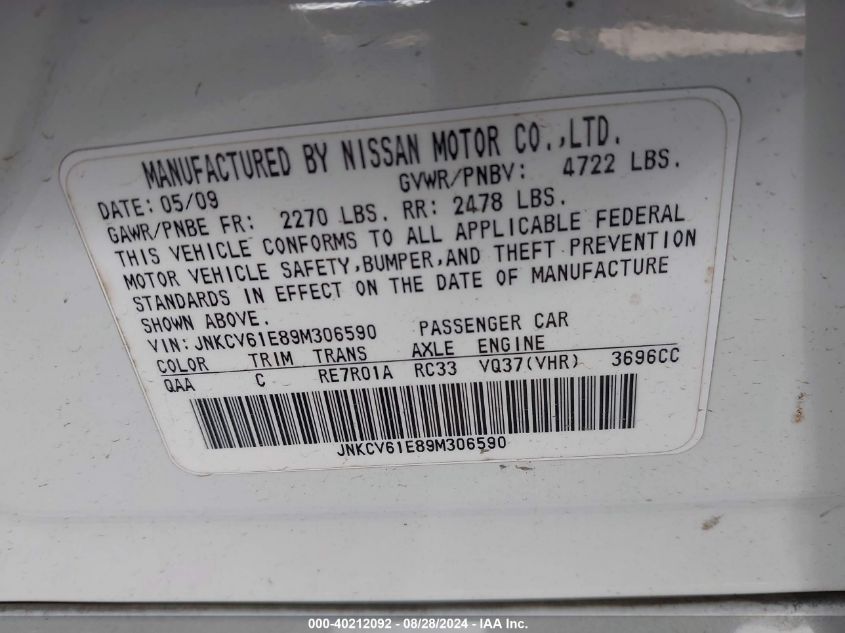 MANUFACTURED BY NISSAN MOTOR CO.,LTD.
DATE: 05/09 GVWR/PNBV: 4722 LBS.
GAWR/PNBE FR: 2270 LBS. RR: 2478 LBS.
THIS VEHICLE CONFORMS TO ALL APPLICABLE FEDERAL
MOTOR VEHICLE SAFETY,BUMPER,AND THEFT PREVENTION
STANDARDS IN EFFECT ON THE DATE OF MANUFACTURE
SHOWN ABOVE.
VIN: JNKCV61E89M306590 PASSENGER CAR
COLOR TRIM TRANS AXLE ENGINE
QAA C RE7R01A RC33 VQ37(VHR) 3696CC
JNKCV61E89M306590
000-40212092 - 08/28/2024 - IAA Inc.